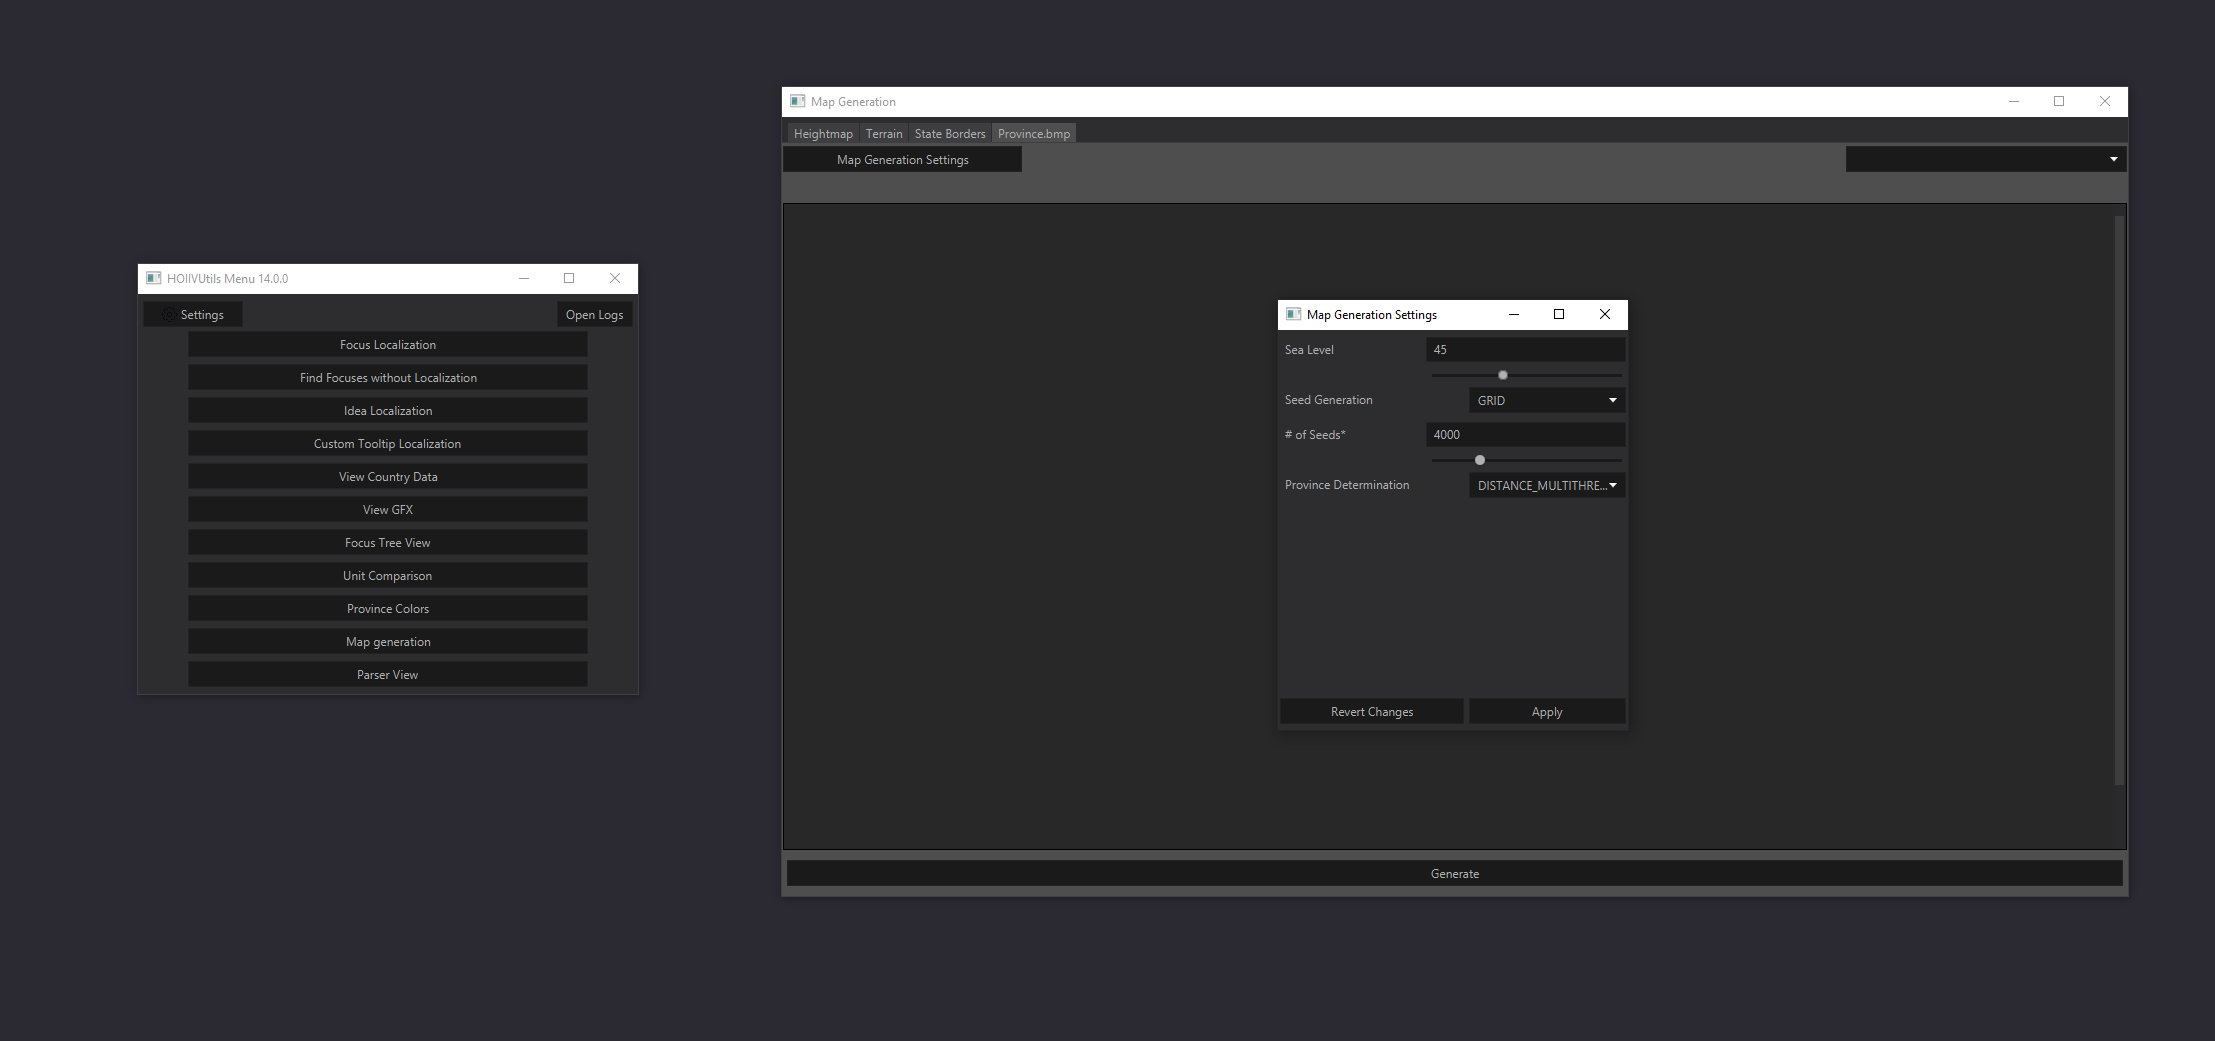 HOIIVUtils Menu 14.0.0
Settings
Open Logs
Focus Localization
Find Focuses without Localization
Idea Localization
Custom Tooltip Localization
View Country Data
View GFX
Focus Tree View
Unit Comparison
Province Colors
Map generation
Parser View
Map Generation
Heightmap Terrain State Borders Province.bmp
Map Generation Settings
Map Generation Settings
Sea Level 45
Seed Generation GRID
# of Seeds* 4000
Province Determination DISTANCE_MULTITHRE...
Revert Changes Apply
Generate